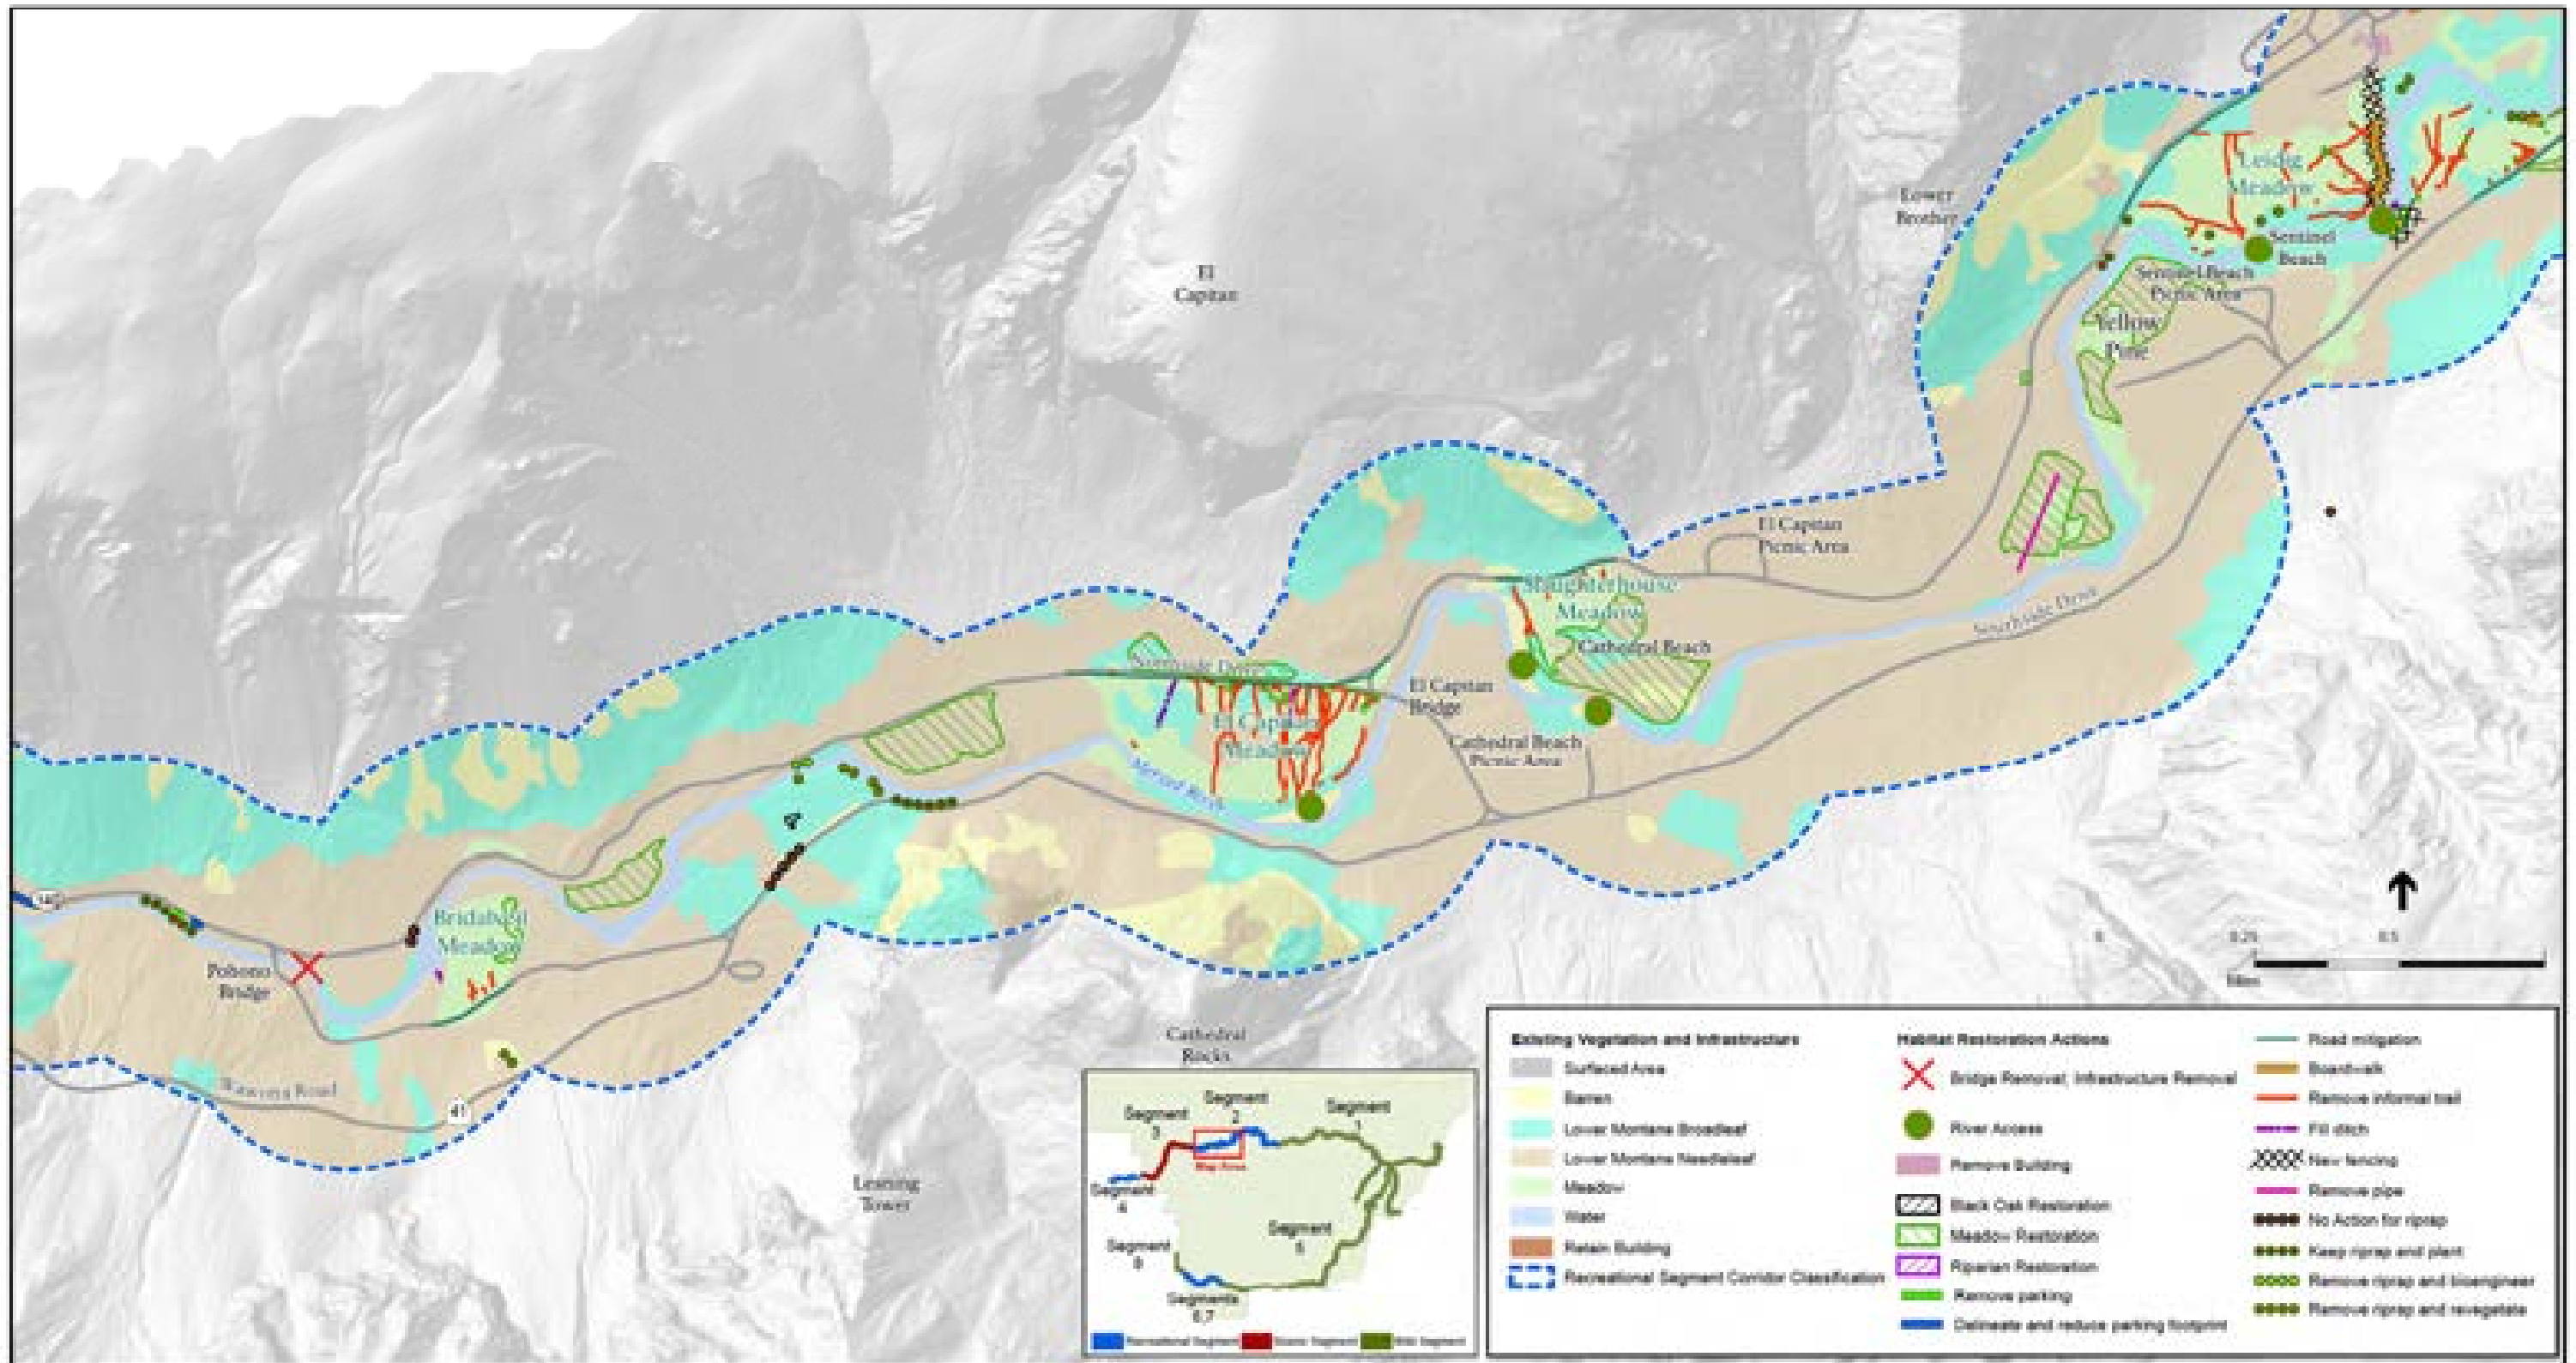 Leidig
Meadow
Lower
Brother
Sentinel
Beach
Sentinel Beach
Picnic Area
El
Capitan
Yellow
Pine
El Capitan
Picnic Area
Slaughterhouse
Meadow
Southside Drive
Cathedral Beach
Northside Drive
El Capitan
Bridge
El Capitan
Meadow
Cathedral Beach
Picnic Area
Merced River
140
Bridalveil
Meadow
Pohono
Bridge
0
0.25
0.5
Miles
Cathedral
Rocks
Wawona Road
41
Leaning
Tower
Segment
2
Segment
3
Segment
1
Map Area
Segment
4
Segment
5
Segment
8
Segments
6,7
Recreational Segment
Scenic Segment
Wild Segment
Existing Vegetation and Infrastructure
Surfaced Area
Barren
Lower Montane Broadleaf
Lower Montane Needleleaf
Meadow
Water
Retain Building
Recreational Segment Corridor Classification
Habitat Restoration Actions
Bridge Removal; Infrastructure Removal
River Access
Remove Building
Black Oak Restoration
Meadow Restoration
Riparian Restoration
Remove parking
Delineate and reduce parking footprint
Road mitigation
Boardwalk
Remove informal trail
Fill ditch
New fencing
Remove pipe
No Action for riprap
Keep riprap and plant
Remove riprap and bioengineer
Remove riprap and revegetate